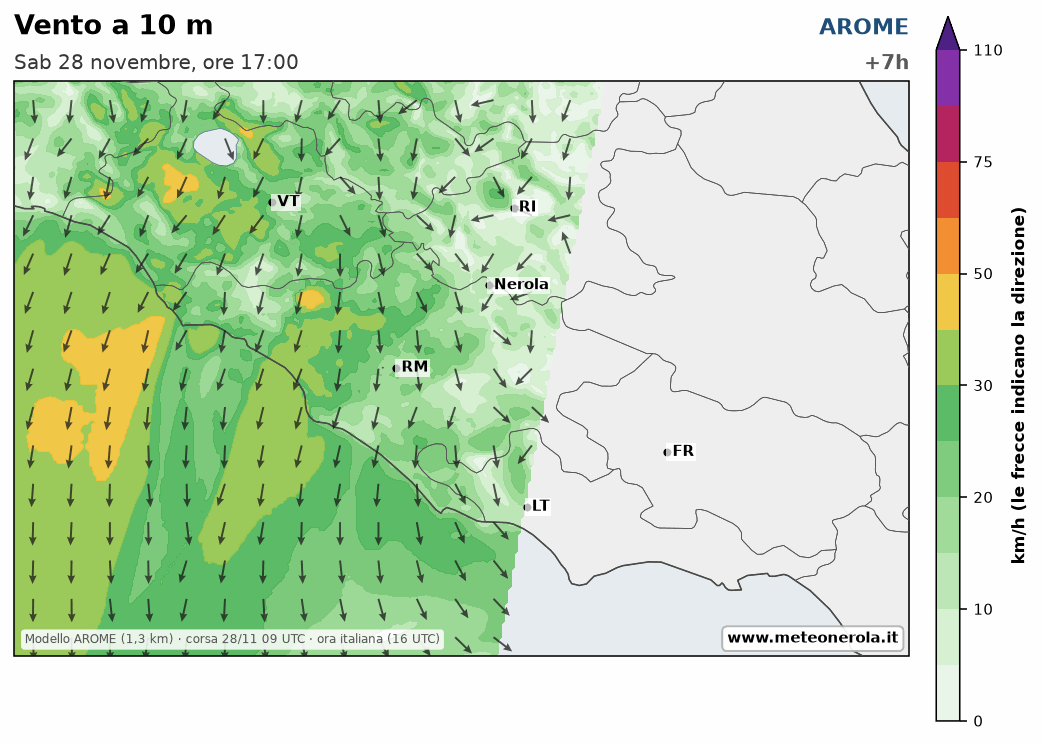 Vento a 10 m
AROME
Sab 28 novembre, ore 17:00
+7h
110
75
50
30
20
10
0
km/h (le frecce indicano la direzione)
VT
RI
Nerola
RM
FR
LT
Modello AROME (1,3 km) · corsa 28/11 09 UTC · ora italiana (16 UTC)
www.meteonerola.it